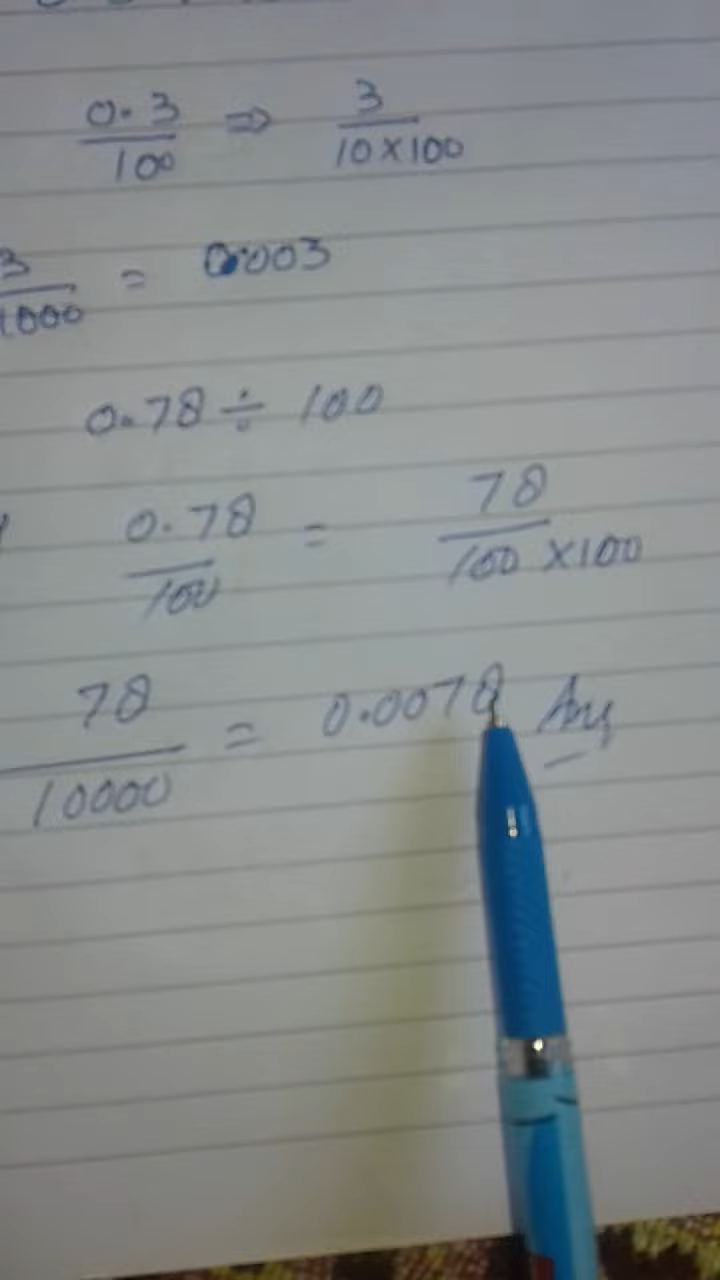 0.3/100 ⇒ 3/10×100
3/1000 = 0.003
0.78 ÷ 100
0.78/100 = 78/100×100
78/10000 = 0.0078 Ans